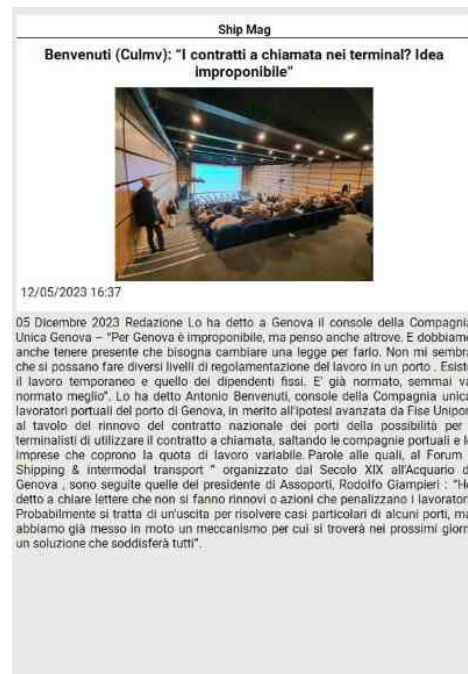 Ship Mag
Benvenuti (Culmv): “I contratti a chiamata nei terminal? Idea
improponibile”
12/05/2023 16:37
05 Dicembre 2023 Redazione Lo ha detto a Genova il console della Compagnia
Unica Genova – “Per Genova è improponibile, ma penso anche altrove. E dobbiamo
anche tenere presente che bisogna cambiare una legge per farlo. Non mi sembra
che si possano fare diversi livelli di regolamentazione del lavoro in un porto . Esiste
il lavoro temporaneo e quello dei dipendenti fissi. E' già normato, semmai va
normato meglio”. Lo ha detto Antonio Benvenuti, console della Compagnia unica
lavoratori portuali del porto di Genova, in merito all'ipotesi avanzata da Fise Uniport
al tavolo del rinnovo del contratto nazionale dei porti della possibilità per i
terminalisti di utilizzare il contratto a chiamata, saltando le compagnie portuali e le
imprese che coprono la quota di lavoro variabile. Parole alle quali, al Forum “
Shipping & intermodal transport “ organizzato dal Secolo XIX all'Acquario di
Genova , sono seguite quelle del presidente di Assoporti, Rodolfo Giampieri : “Ho
detto a chiare lettere che non si fanno rinnovi o azioni che penalizzano i lavoratori.
Probabilmente si tratta di un'uscita per risolvere casi particolari di alcuni porti, ma
abbiamo già messo in moto un meccanismo per cui si troverà nei prossimi giorni
un soluzione che soddisferà tutti”.